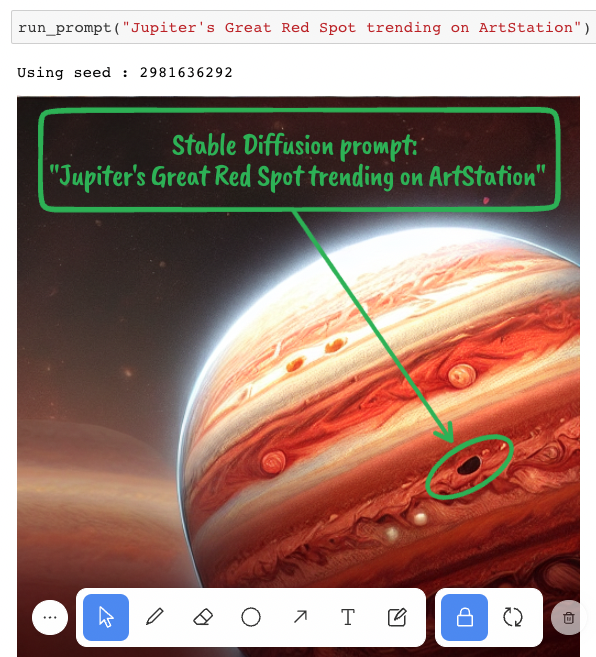 run_prompt("Jupiter's Great Red Spot trending on ArtStation")
Using seed : 2981636292
Stable Diffusion prompt:
"Jupiter's Great Red Spot trending on ArtStation"
T